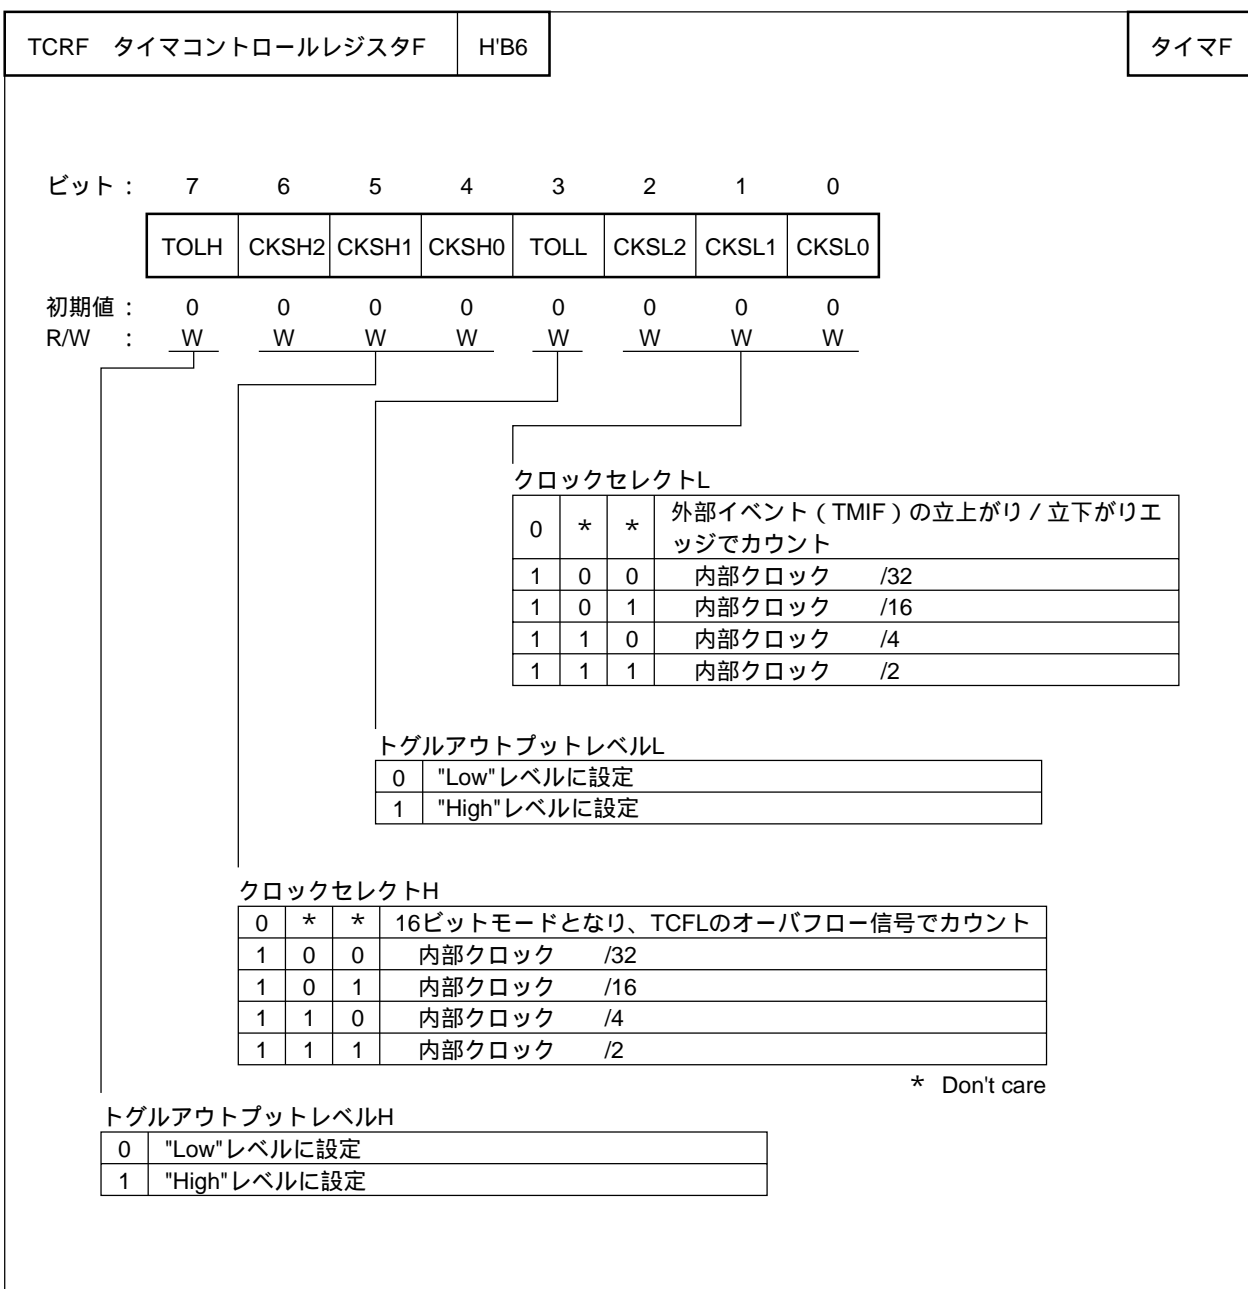 TCRF タイマコントロールレジスタF H'B6 タイマF
ビット： 7 6 5 4 3 2 1 0
TOLH CKSH2 CKSH1 CKSH0 TOLL CKSL2 CKSL1 CKSL0
初期値： 0 0 0 0 0 0 0 0
R/W ： W W W W W W W W
クロックセレクトL
0 * * 外部イベント（TMIF）の立上がり／立下がりエ
ッジでカウント
1 0 0 内部クロック /32
1 0 1 内部クロック /16
1 1 0 内部クロック /4
1 1 1 内部クロック /2
トグルアウトプットレベルL
0 "Low"レベルに設定
1 "High"レベルに設定
クロックセレクトH
0 * * 16ビットモードとなり、TCFLのオーバフロー信号でカウント
1 0 0 内部クロック /32
1 0 1 内部クロック /16
1 1 0 内部クロック /4
1 1 1 内部クロック /2
* Don't care
トグルアウトプットレベルH
0 "Low"レベルに設定
1 "High"レベルに設定